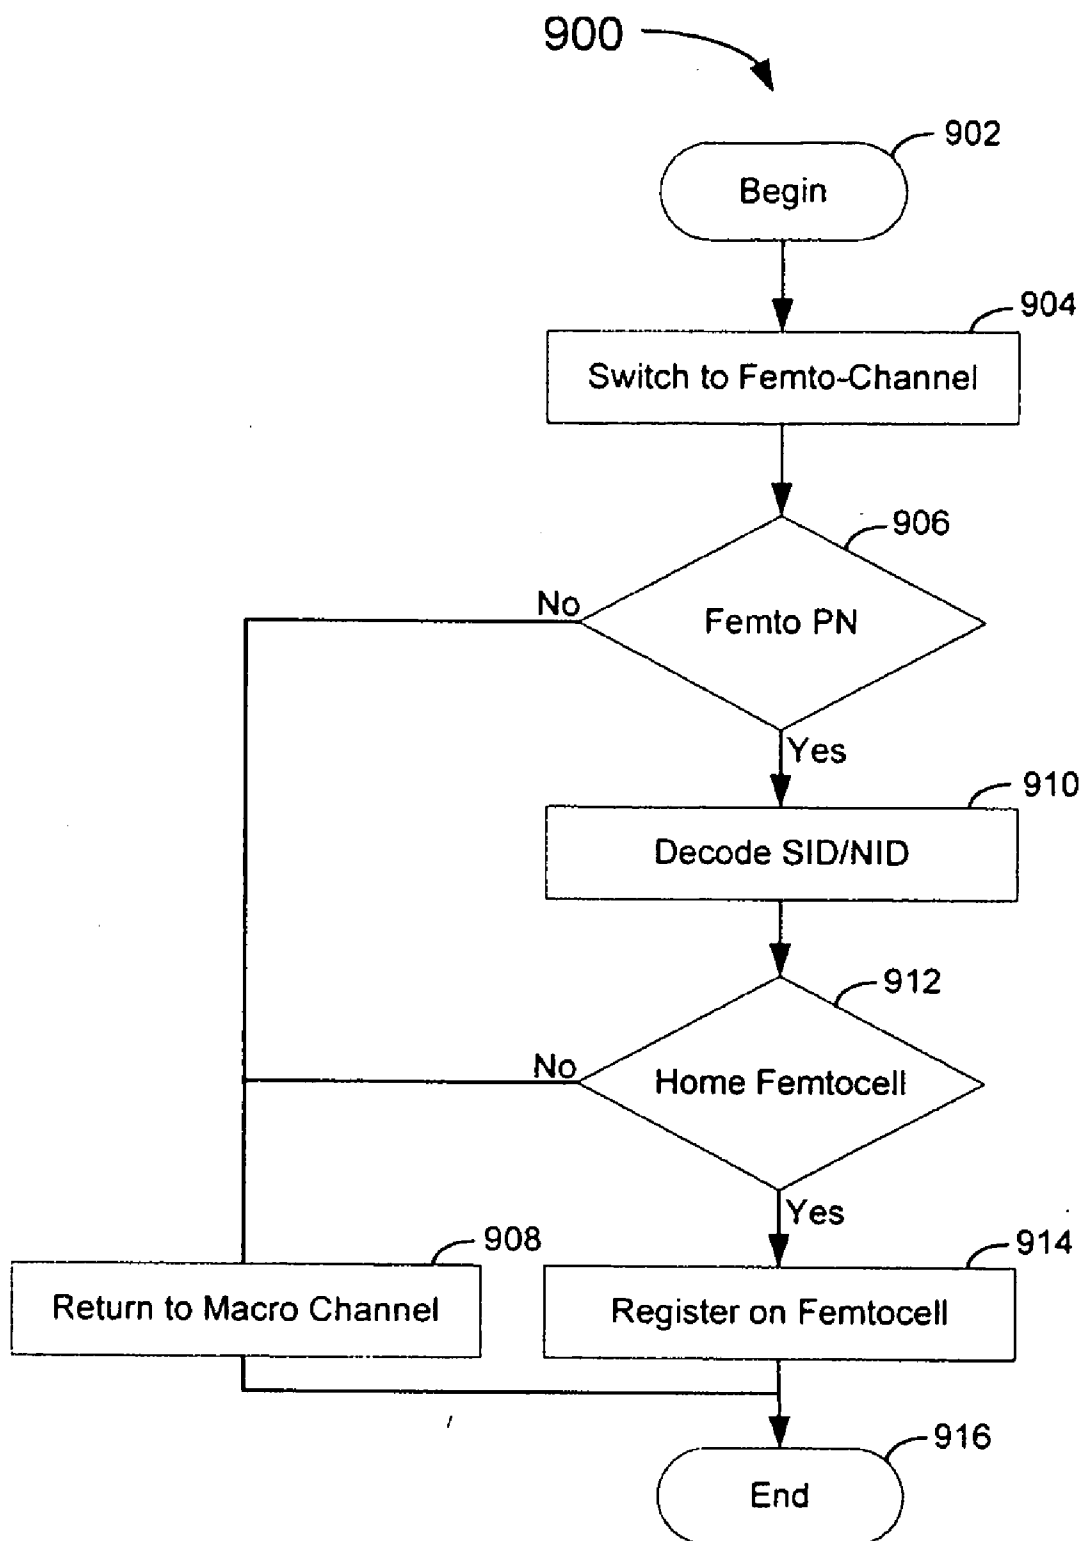 900
902
Begin
904
Switch to Femto-Channel
906
No
Femto PN
Yes
910
Decode SID/NID
912
No
Home Femtocell
Yes
908
914
Return to Macro Channel
Register on Femtocell
916
End